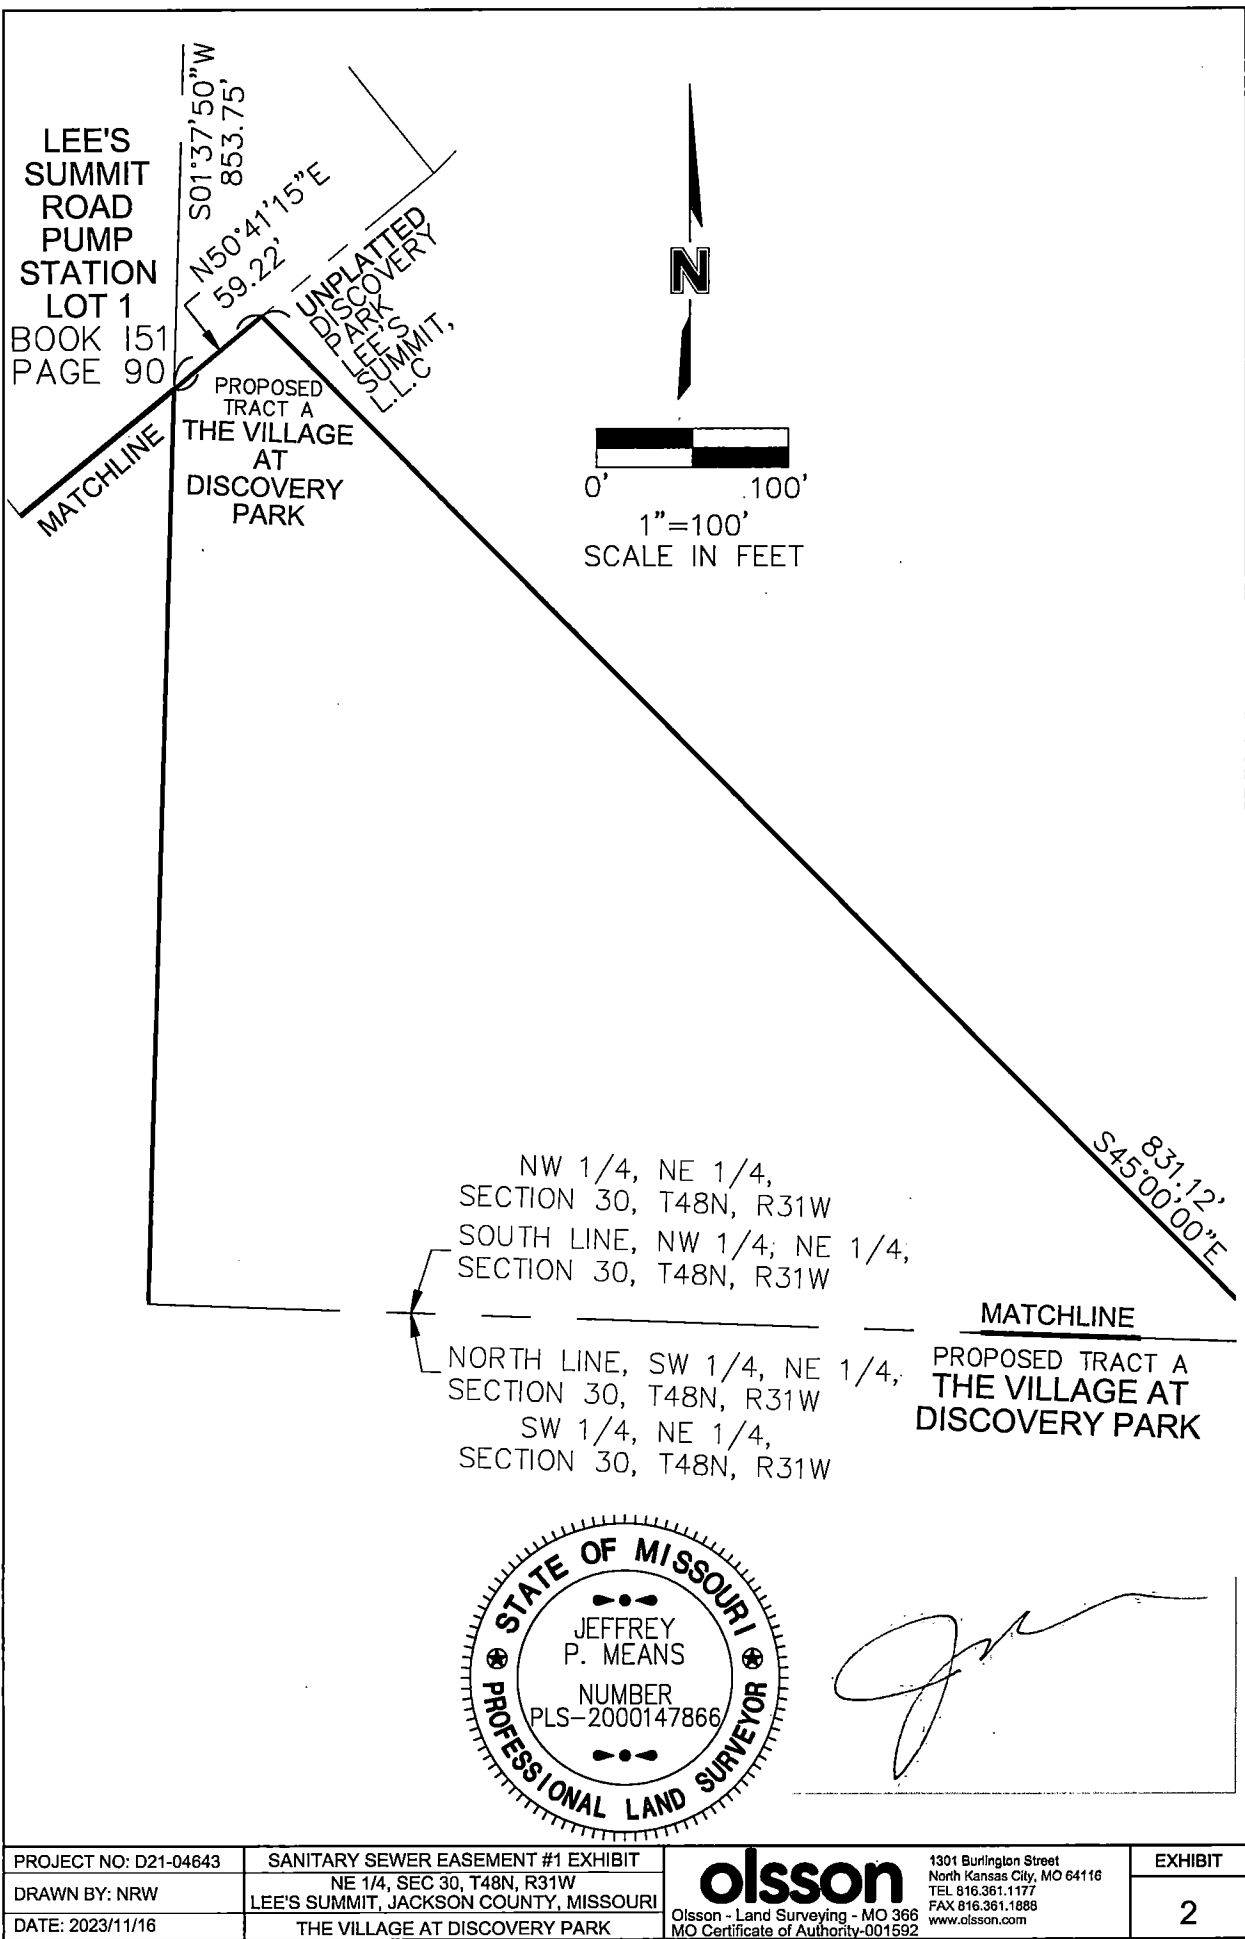 S01°37'50"W
853.75'
LEE'S
SUMMIT
ROAD
PUMP
STATION
LOT 1
BOOK I51
PAGE 90
N50°41'15"E
59.22'
UNPLATTED
DISCOVERY
PARK
LEE'S
SUMMIT,
L.L.C
N
PROPOSED
TRACT A
THE VILLAGE
AT
DISCOVERY
PARK
MATCHLINE
0' 100'
1"=100'
SCALE IN FEET
831.12'
S45°00'00"E
NW 1/4, NE 1/4,
SECTION 30, T48N, R31W
SOUTH LINE, NW 1/4, NE 1/4,
SECTION 30, T48N, R31W
MATCHLINE
NORTH LINE, SW 1/4, NE 1/4,
SECTION 30, T48N, R31W
SW 1/4, NE 1/4,
SECTION 30, T48N, R31W
PROPOSED TRACT A
THE VILLAGE AT
DISCOVERY PARK
STATE OF MISSOURI
JEFFREY
P. MEANS
NUMBER
PLS-2000147866
PROFESSIONAL LAND SURVEYOR
PROJECT NO: D21-04643
DRAWN BY: NRW
DATE: 2023/11/16
SANITARY SEWER EASEMENT #1 EXHIBIT
NE 1/4, SEC 30, T48N, R31W
LEE'S SUMMIT, JACKSON COUNTY, MISSOURI
THE VILLAGE AT DISCOVERY PARK
olsson
Olsson - Land Surveying - MO 366
MO Certificate of Authority-001592
1301 Burlington Street
North Kansas City, MO 64116
TEL 816.361.1177
FAX 816.361.1888
www.olsson.com
EXHIBIT
2